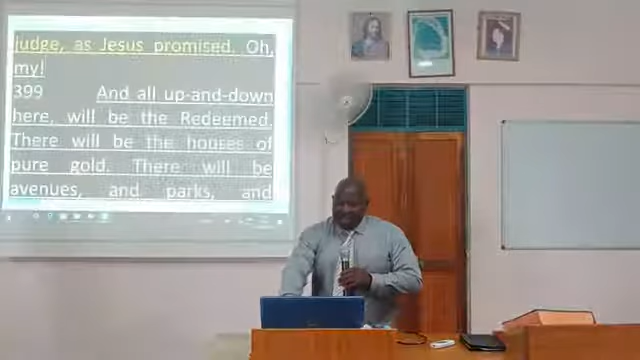 judge, as Jesus promised. Oh,
my!
399 And all up-and-down
here, will be the Redeemed.
There will be the houses of
pure gold. There will be
avenues, and parks, and